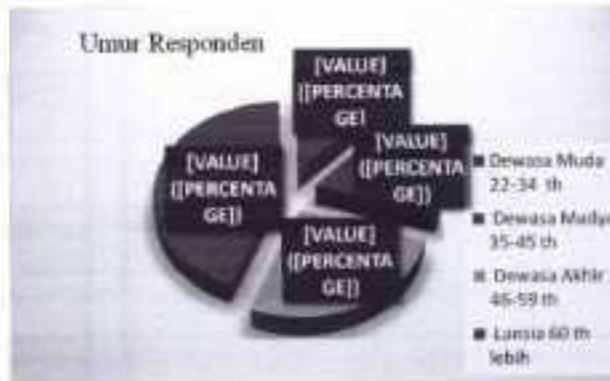 Umur Responden
[VALUE]
([PERCENTA
GE)
[VALUE]
([PERCENTA
GE])
[VALUE]
([PERCENTA
GE])
[VALUE]
([PERCENTA
GE])
Dewasa Muda
22-34 th
Dewasa Madya
35-45 th
Dewasa Akhir
46-59 th
Lansia 60 th
lebih